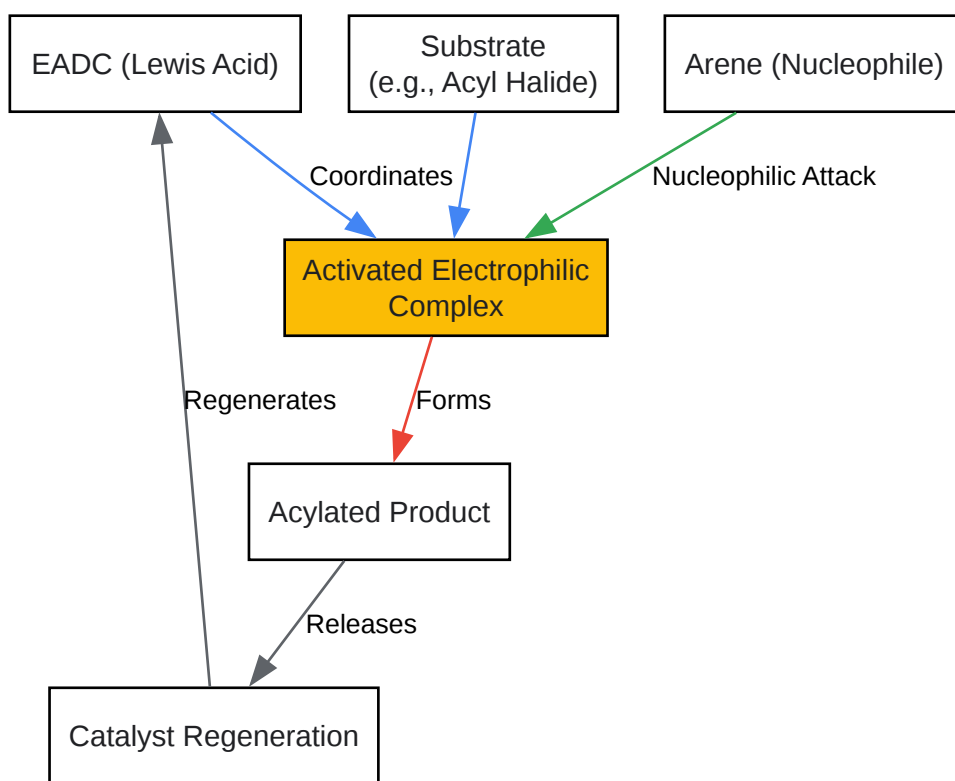 EADC (Lewis Acid)
Substrate
(e.g., Acyl Halide)
Arene (Nucleophile)
Coordinates
Nucleophilic Attack
Activated Electrophilic
Complex
Regenerates
Forms
Acylated Product
Releases
Catalyst Regeneration